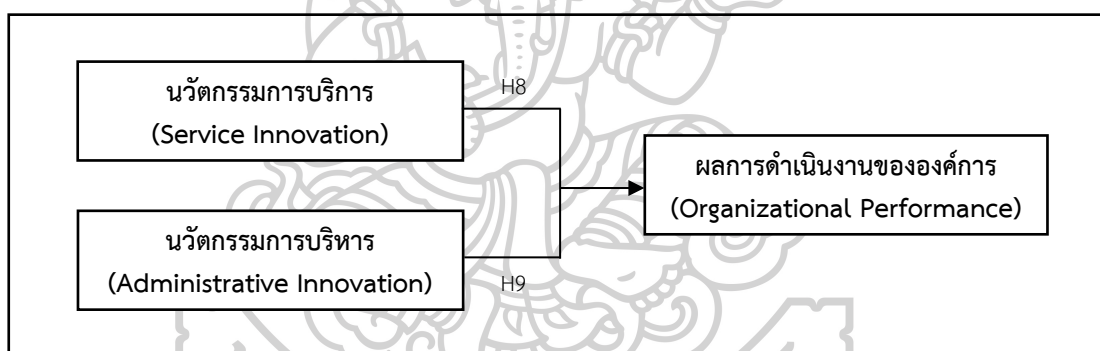 นวัตกรรมการบริการ
(Service Innovation)
H8
ผลการดำเนินงานขององค์การ
(Organizational Performance)
นวัตกรรมการบริหาร
(Administrative Innovation)
H9